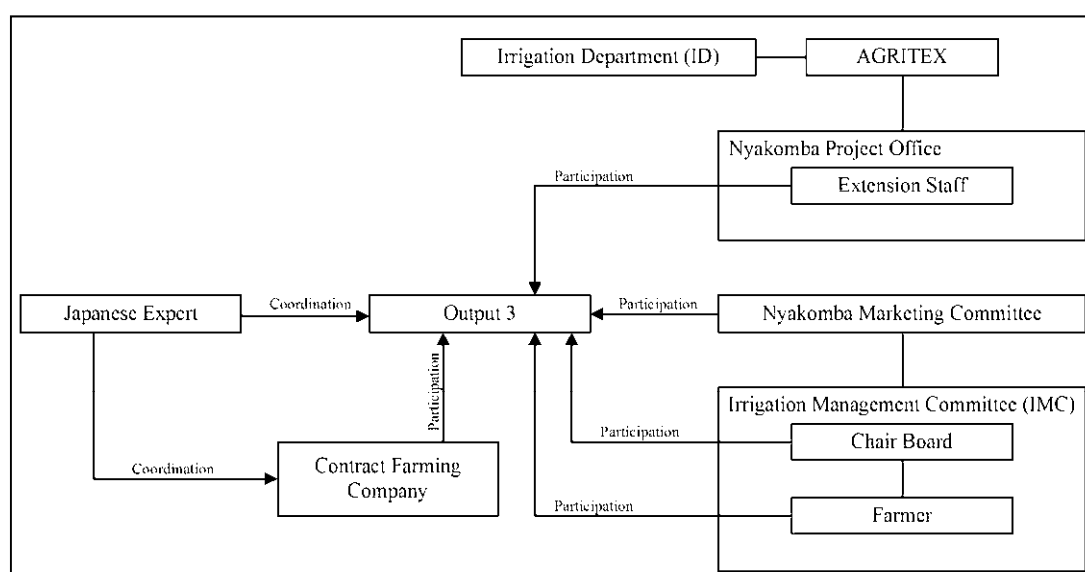 Irrigation Department (ID)
AGRITEX
Nyakomba Project Office
Extension Staff
Participation
Japanese Expert
Coordination
Output 3
Participation
Nyakomba Marketing Committee
Participation
Irrigation Management Committee (IMC)
Participation
Chair Board
Coordination
Contract Farming
Company
Participation
Farmer